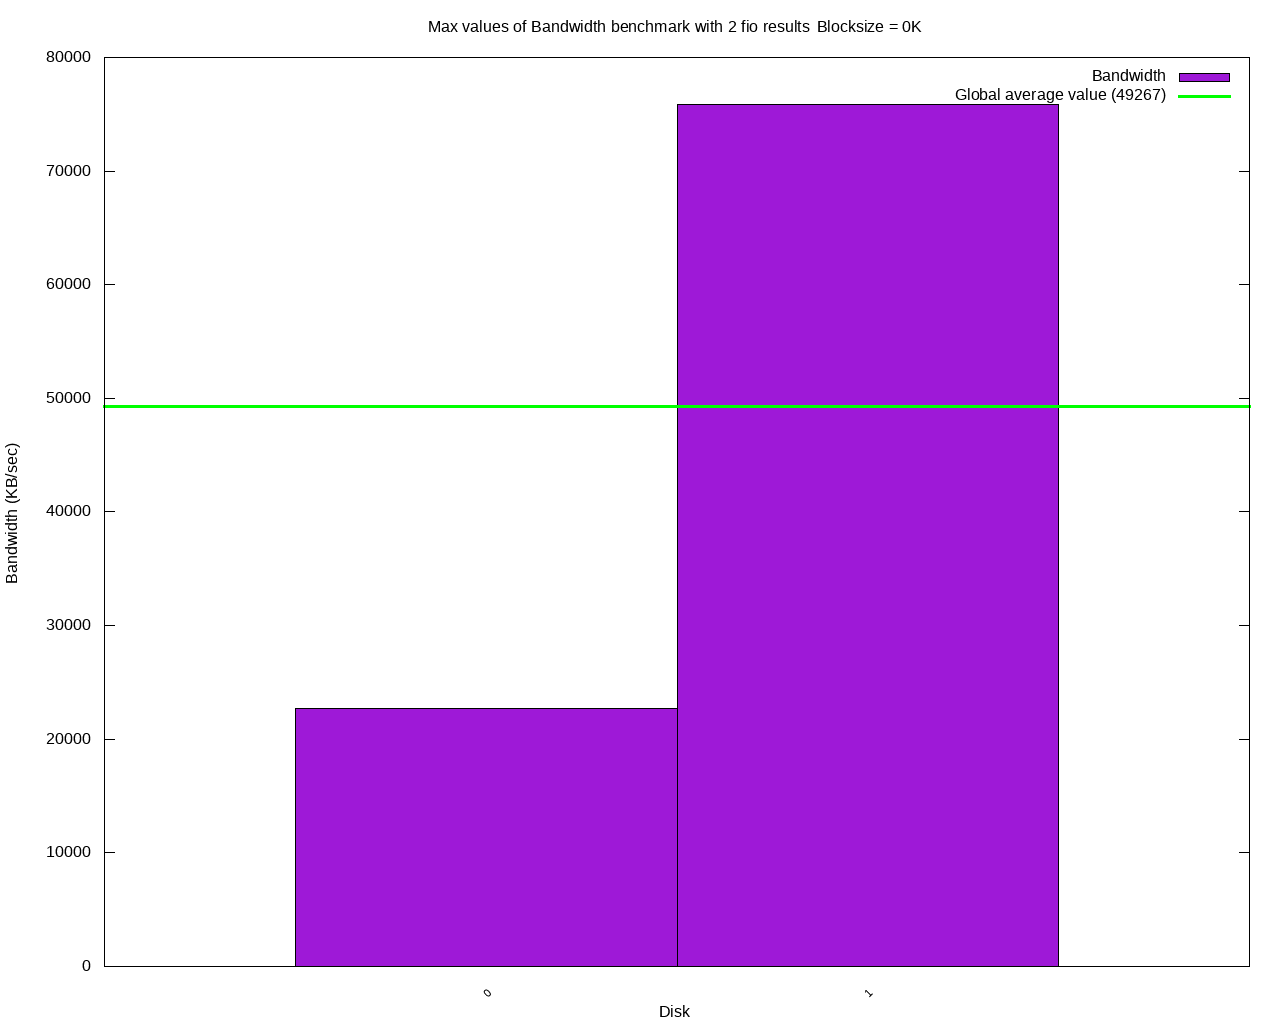 Max values of Bandwidth benchmark with 2 fio results Blocksize = 0K
80000
70000
60000
50000
40000
30000
20000
10000
0
Bandwidth (KB/sec)
Bandwidth
Global average value (49267)
0
1
Disk